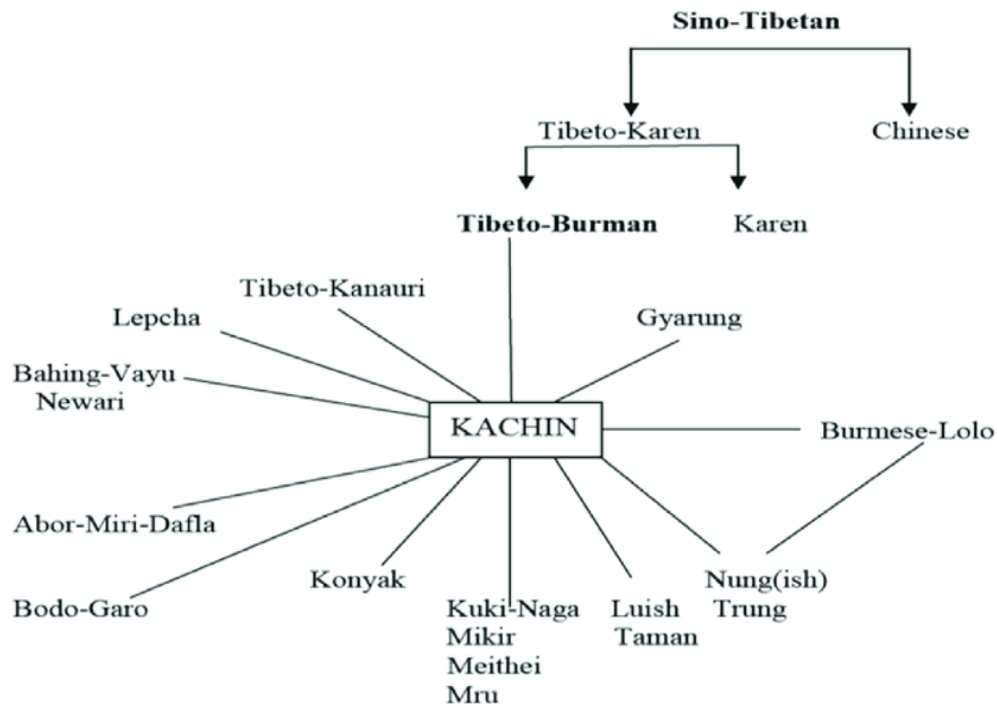 Sino-Tibetan
Tibeto-Karen
Chinese
Tibeto-Burman
Karen
Tibeto-Kanauri
Lepcha
Gyarung
Bahing-Vayu
Newari
KACHIN
Burmese-Lolo
Abor-Miri-Dafla
Bodo-Garo
Konyak
Kuki-Naga
Mikir
Meithei
Mru
Luish
Taman
Nung(ish)
Trung